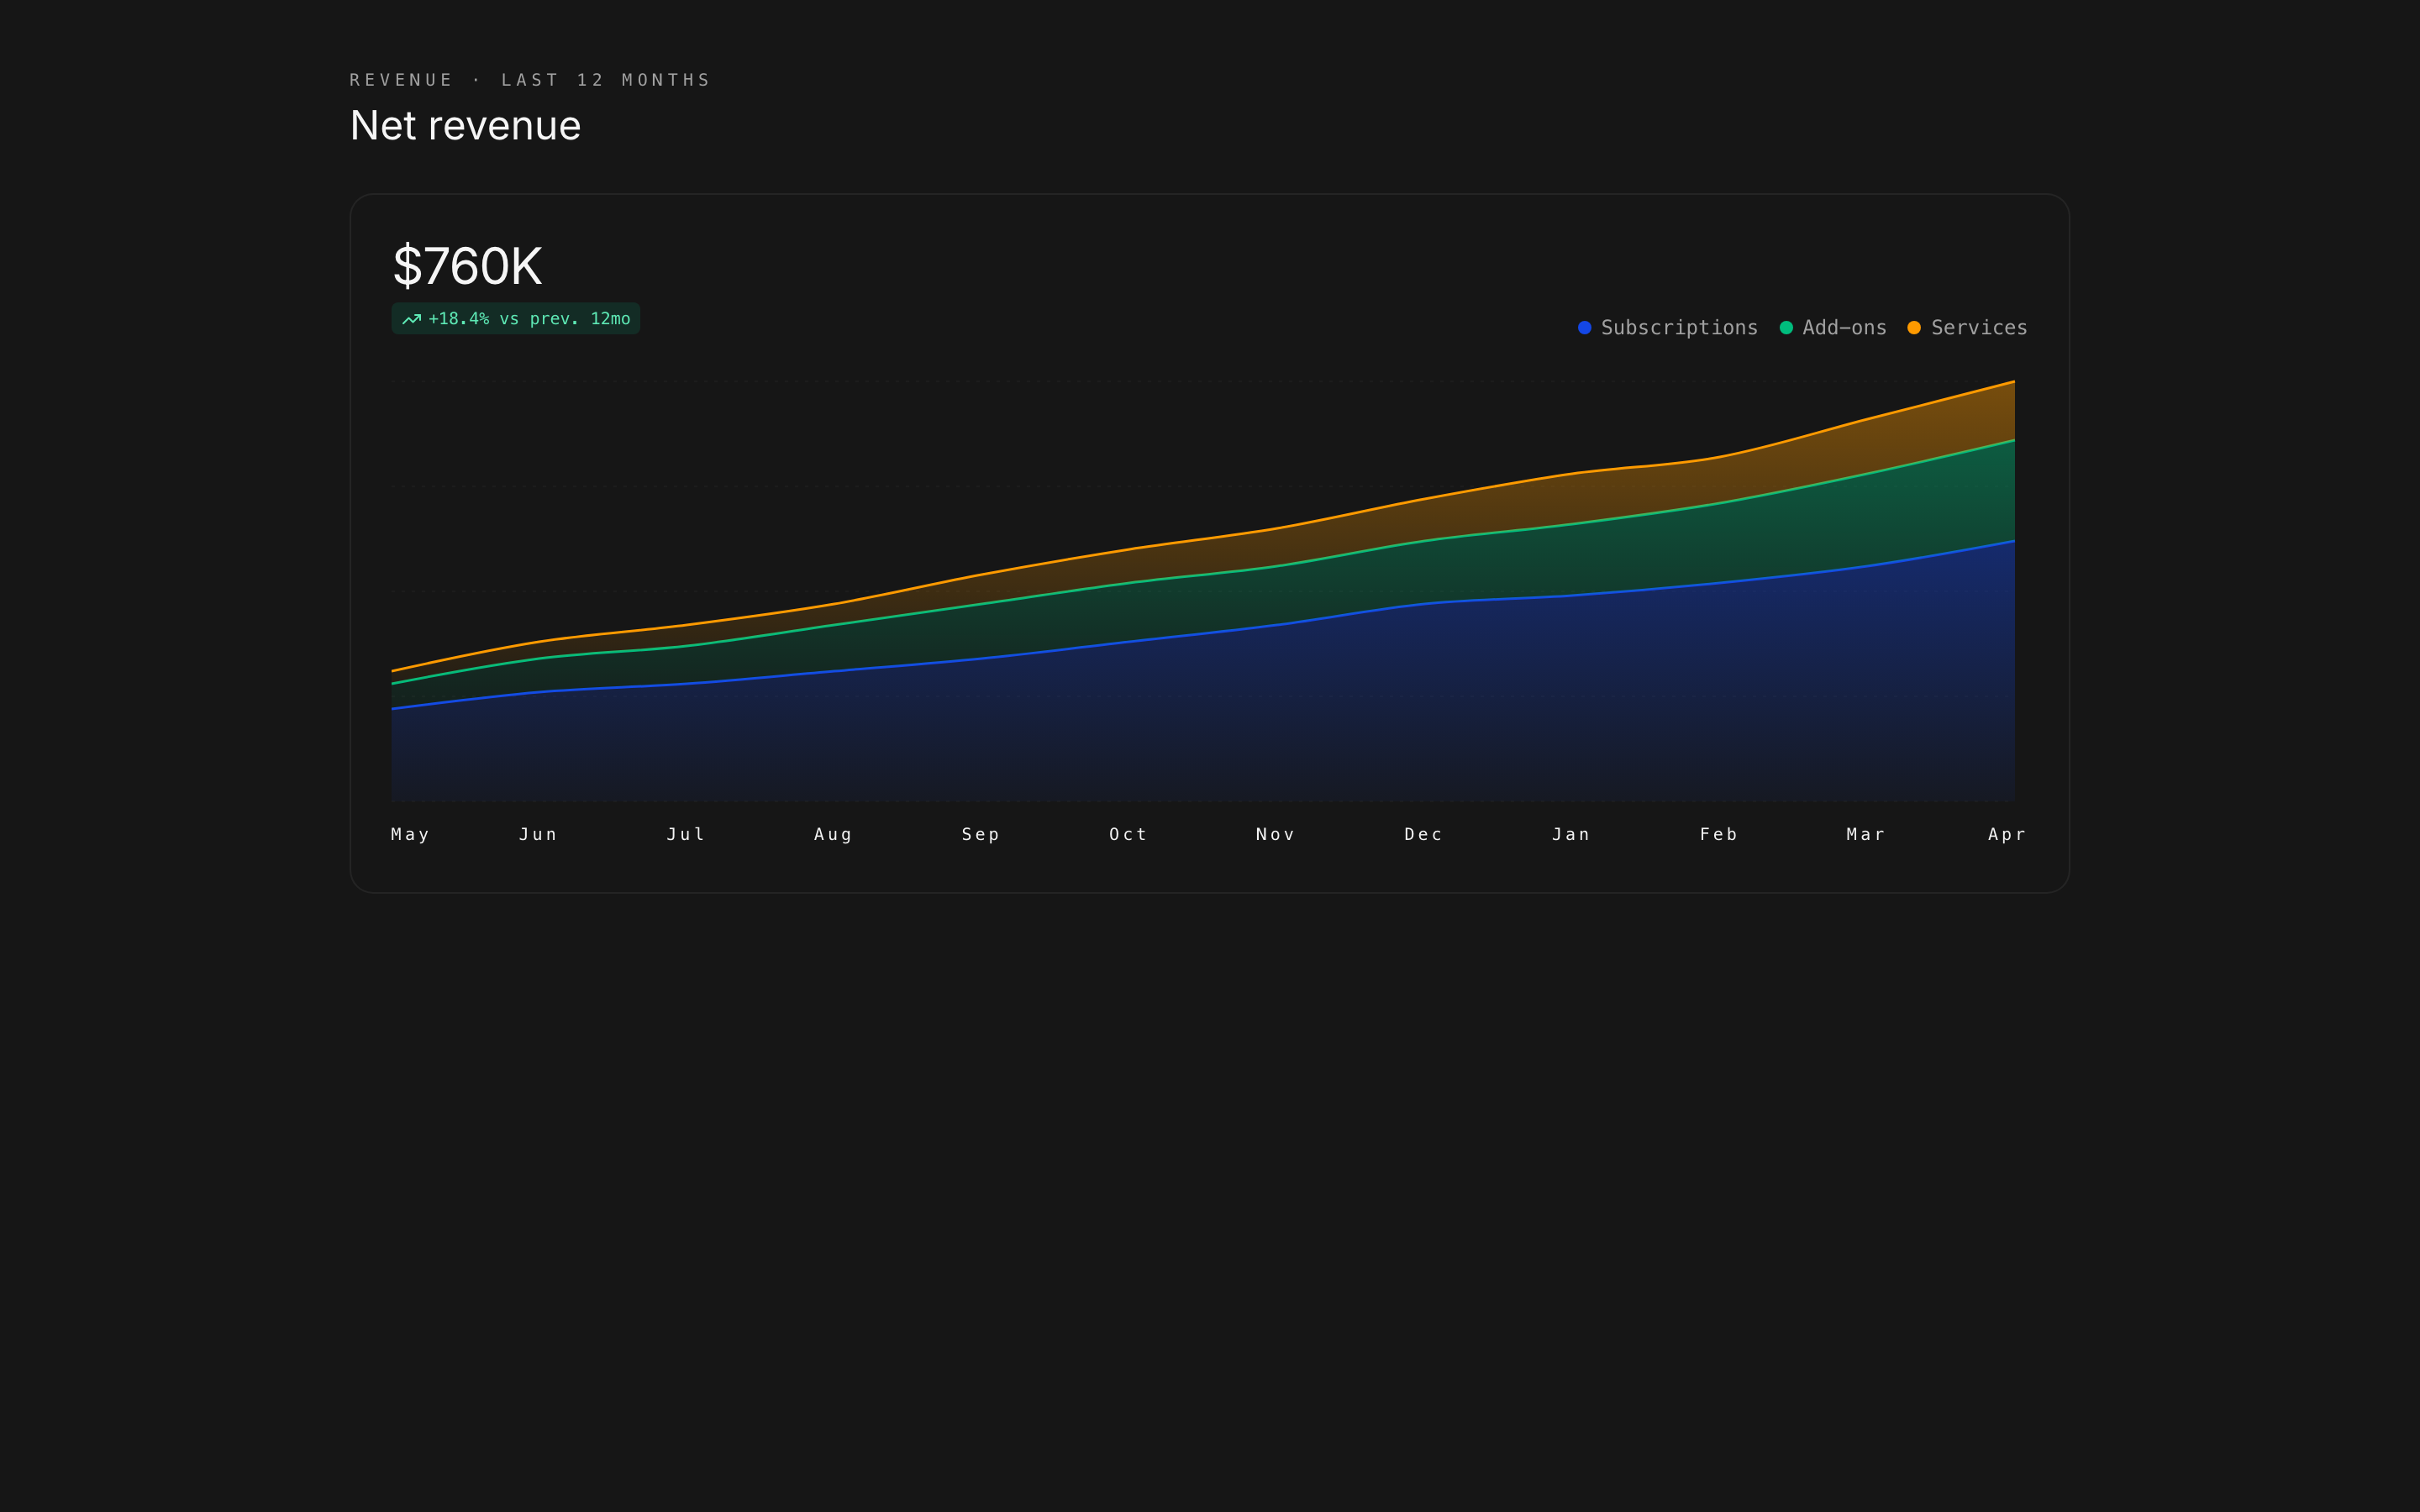 REVENUE · LAST 12 MONTHS
Net revenue
$760K
+18.4% vs prev. 12mo
Subscriptions Add-ons Services
May Jun Jul Aug Sep Oct Nov Dec Jan Feb Mar Apr